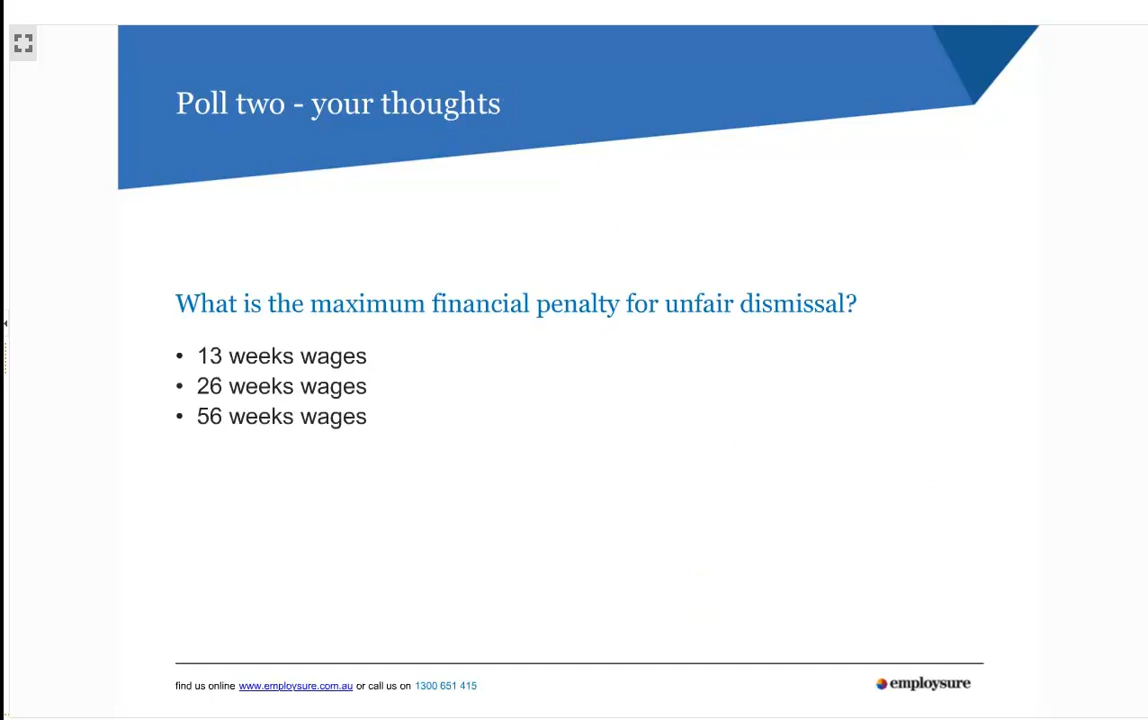 Poll two - your thoughts
What is the maximum financial penalty for unfair dismissal?
• 13 weeks wages
• 26 weeks wages
• 56 weeks wages
find us online www.employsure.com.au or call us on 1300 651 415
employsure